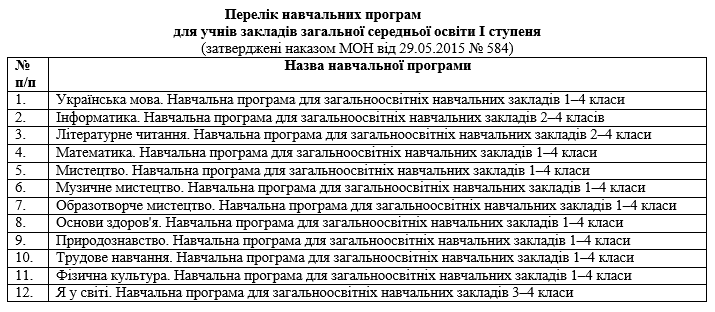 Перелік навчальних програм
для учнів закладів загальної середньої освіти І ступеня
(затверджені наказом МОН від 29.05.2015 № 584)
№ п/п Назва навчальної програми
1. Українська мова. Навчальна програма для загальноосвітніх навчальних закладів 1–4 класи
2. Інформатика. Навчальна програма для загальноосвітніх навчальних закладів 2–4 класів
3. Літературне читання. Навчальна програма для загальноосвітніх навчальних закладів 2–4 класи
4. Математика. Навчальна програма для загальноосвітніх навчальних закладів 1–4 класи
5. Мистецтво. Навчальна програма для загальноосвітніх навчальних закладів 1–4 класи
6. Музичне мистецтво. Навчальна програма для загальноосвітніх навчальних закладів 1–4 класи
7. Образотворче мистецтво. Навчальна програма для загальноосвітніх навчальних закладів 1–4 класи
8. Основи здоров'я. Навчальна програма для загальноосвітніх навчальних закладів 1–4 класи
9. Природознавство. Навчальна програма для загальноосвітніх навчальних закладів 1–4 класи
10. Трудове навчання. Навчальна програма для загальноосвітніх навчальних закладів 1–4 класи
11. Фізична культура. Навчальна програма для загальноосвітніх навчальних закладів 1–4 класи
12. Я у світі. Навчальна програма для загальноосвітніх навчальних закладів 3–4 класи